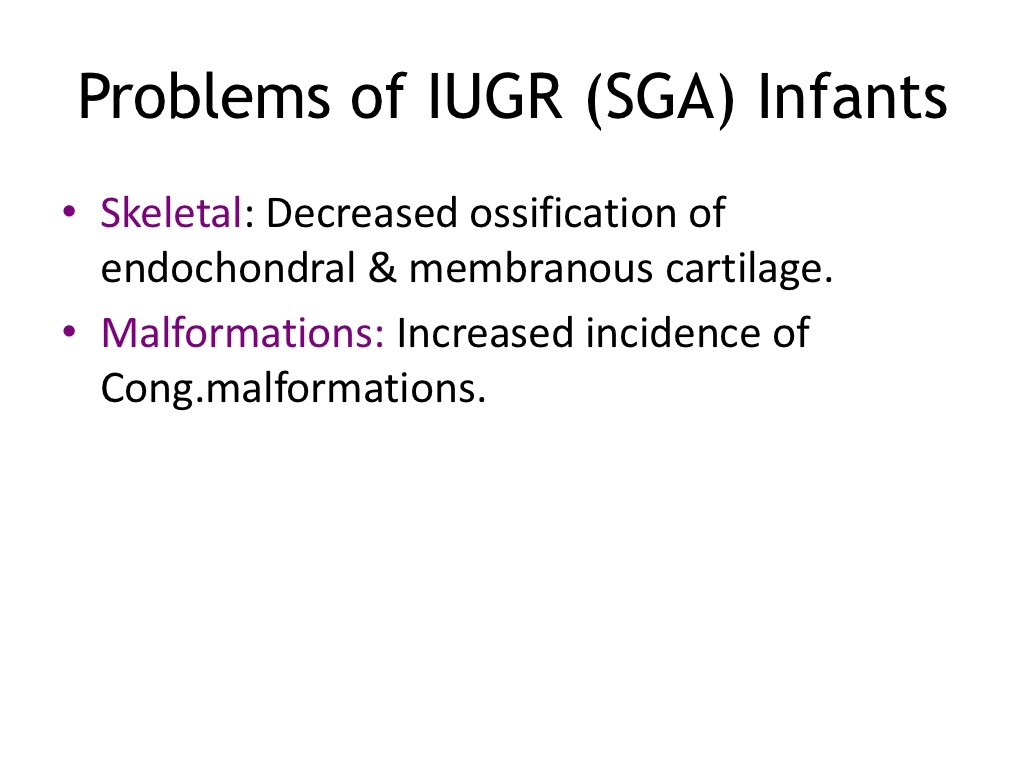 Problems of IUGR (SGA) Infants
• Skeletal: Decreased ossification of
endochondral & membranous cartilage.
• Malformations: Increased incidence of
Cong.malformations.